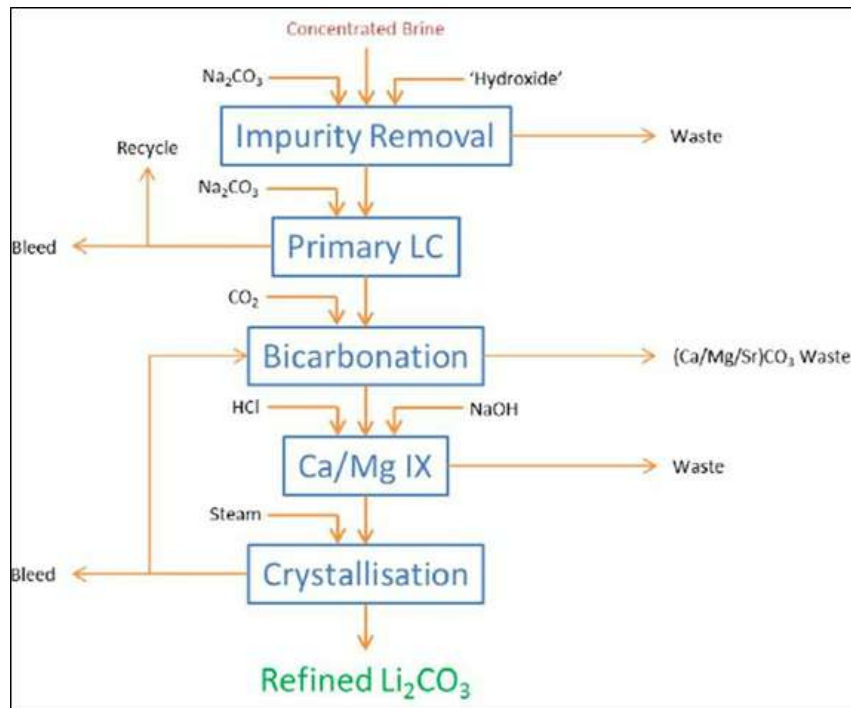 Concentrated Brine
Na₂CO₃
'Hydroxide'
Impurity Removal
Waste
Recycle
Na₂CO₃
Bleed
Primary LC
CO₂
Bicarbonation
(Ca/Mg/Sr)CO₃ Waste
HCl
NaOH
Ca/Mg IX
Waste
Steam
Bleed
Crystallisation
Refined Li₂CO₃